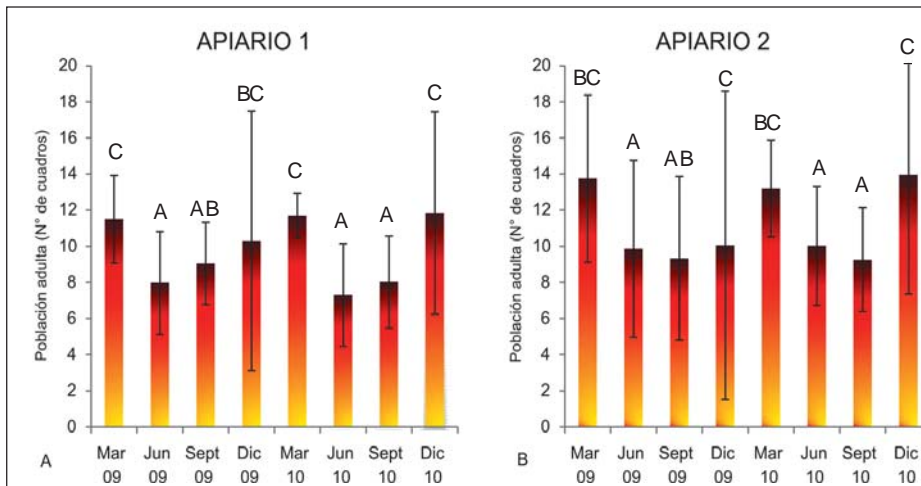 APIARIO 1
Población adulta (N° de cuadros)
20
18
16
14
12
10
8
6
4
2
0
C
A
AB
BC
C
A
A
C
Mar Jun Sept Dic Mar Jun Sept Dic
09 09 09 09 10 10 10 10
A
APIARIO 2
Población adulta (N° de cuadros)
20
18
16
14
12
10
8
6
4
2
0
BC
A
AB
C
BC
A
A
C
Mar Jun Sept Dic Mar Jun Sept Dic
09 09 09 09 10 10 10 10
B